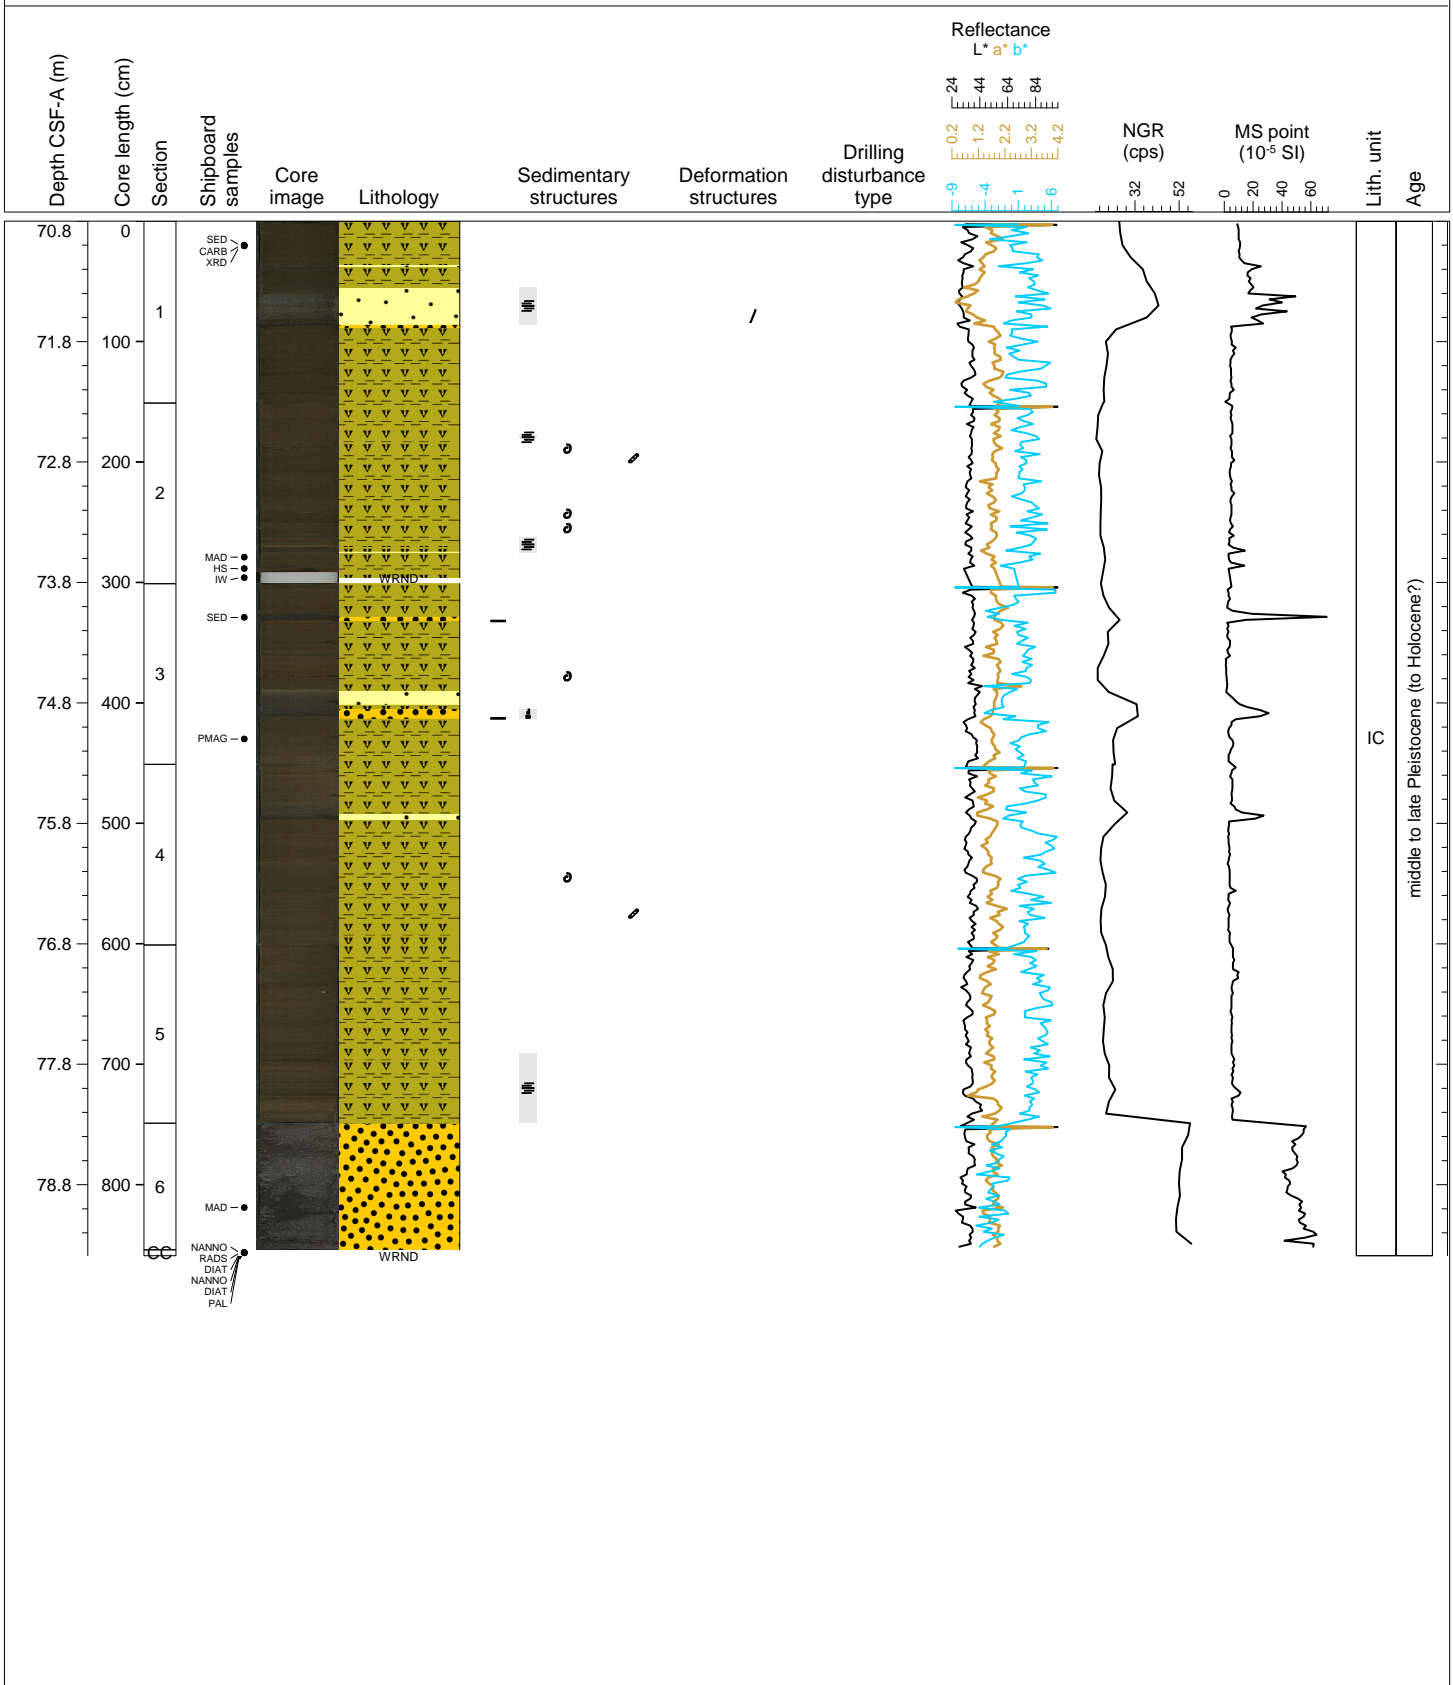 Reflectance
L* a* b*
24 44 64 84
0.2 1.2 2.2 3.2 4.2
-9 -4 1 6
NGR
(cps)
32 52
MS point
(10-5 SI)
0 20 40 60
Depth CSF-A (m)
Core length (cm)
Section
Shipboard
samples
Core
image
Lithology
Sedimentary
structures
Deformation
structures
Drilling
disturbance
type
Lith. unit
Age
70.8 0
SED
CARB
XRD
1
71.8 100
72.8 200
2
MAD
HS
IW
73.8 300
WRND
SED
3
74.8 400
PMAG
IC
middle to late Pleistocene (to Holocene?)
75.8 500
4
76.8 600
5
77.8 700
78.8 800
6
MAD
CC
NANNO
RADS
DIAT
NANNO
DIAT
PAL
WRND